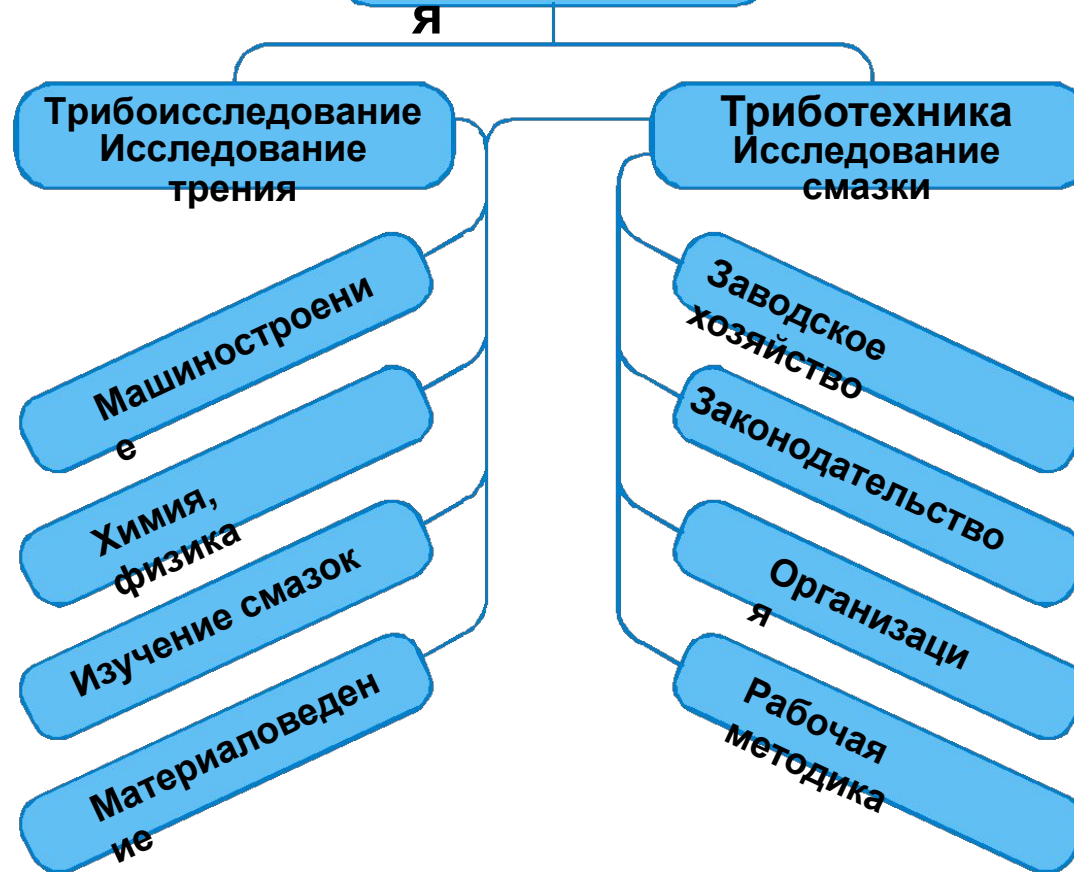 я
Трибоисследование
Исследование
трения
Триботехника
Исследование
смазки
Машиностроени
е
Химия,
физика
Изучение смазок
Материаловеден
ие
Заводское
хозяйство
Законодательство
Организаци
я
Рабочая
методика